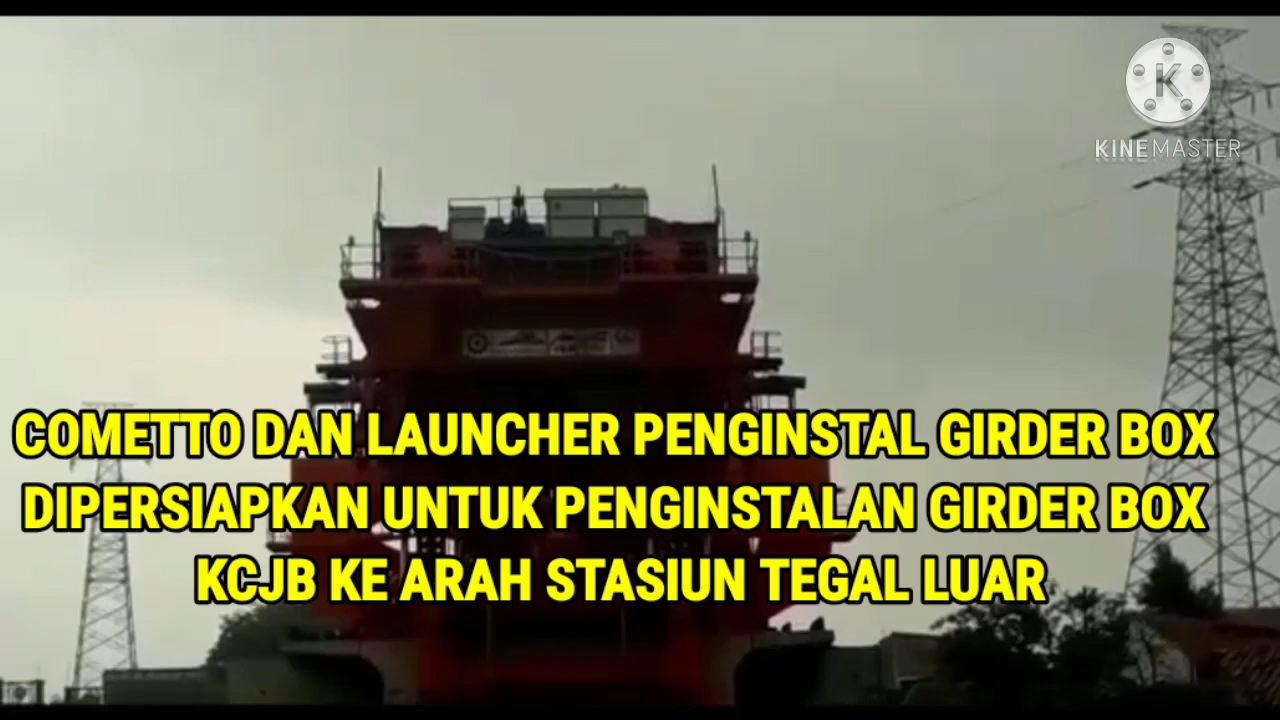 K
KINEMASTER
COMETTO DAN LAUNCHER PENGINSTAL GIRDER BOX
DIPERSIAPKAN UNTUK PENGINSTALAN GIRDER BOX
KCJB KE ARAH STASIUN TEGAL LUAR